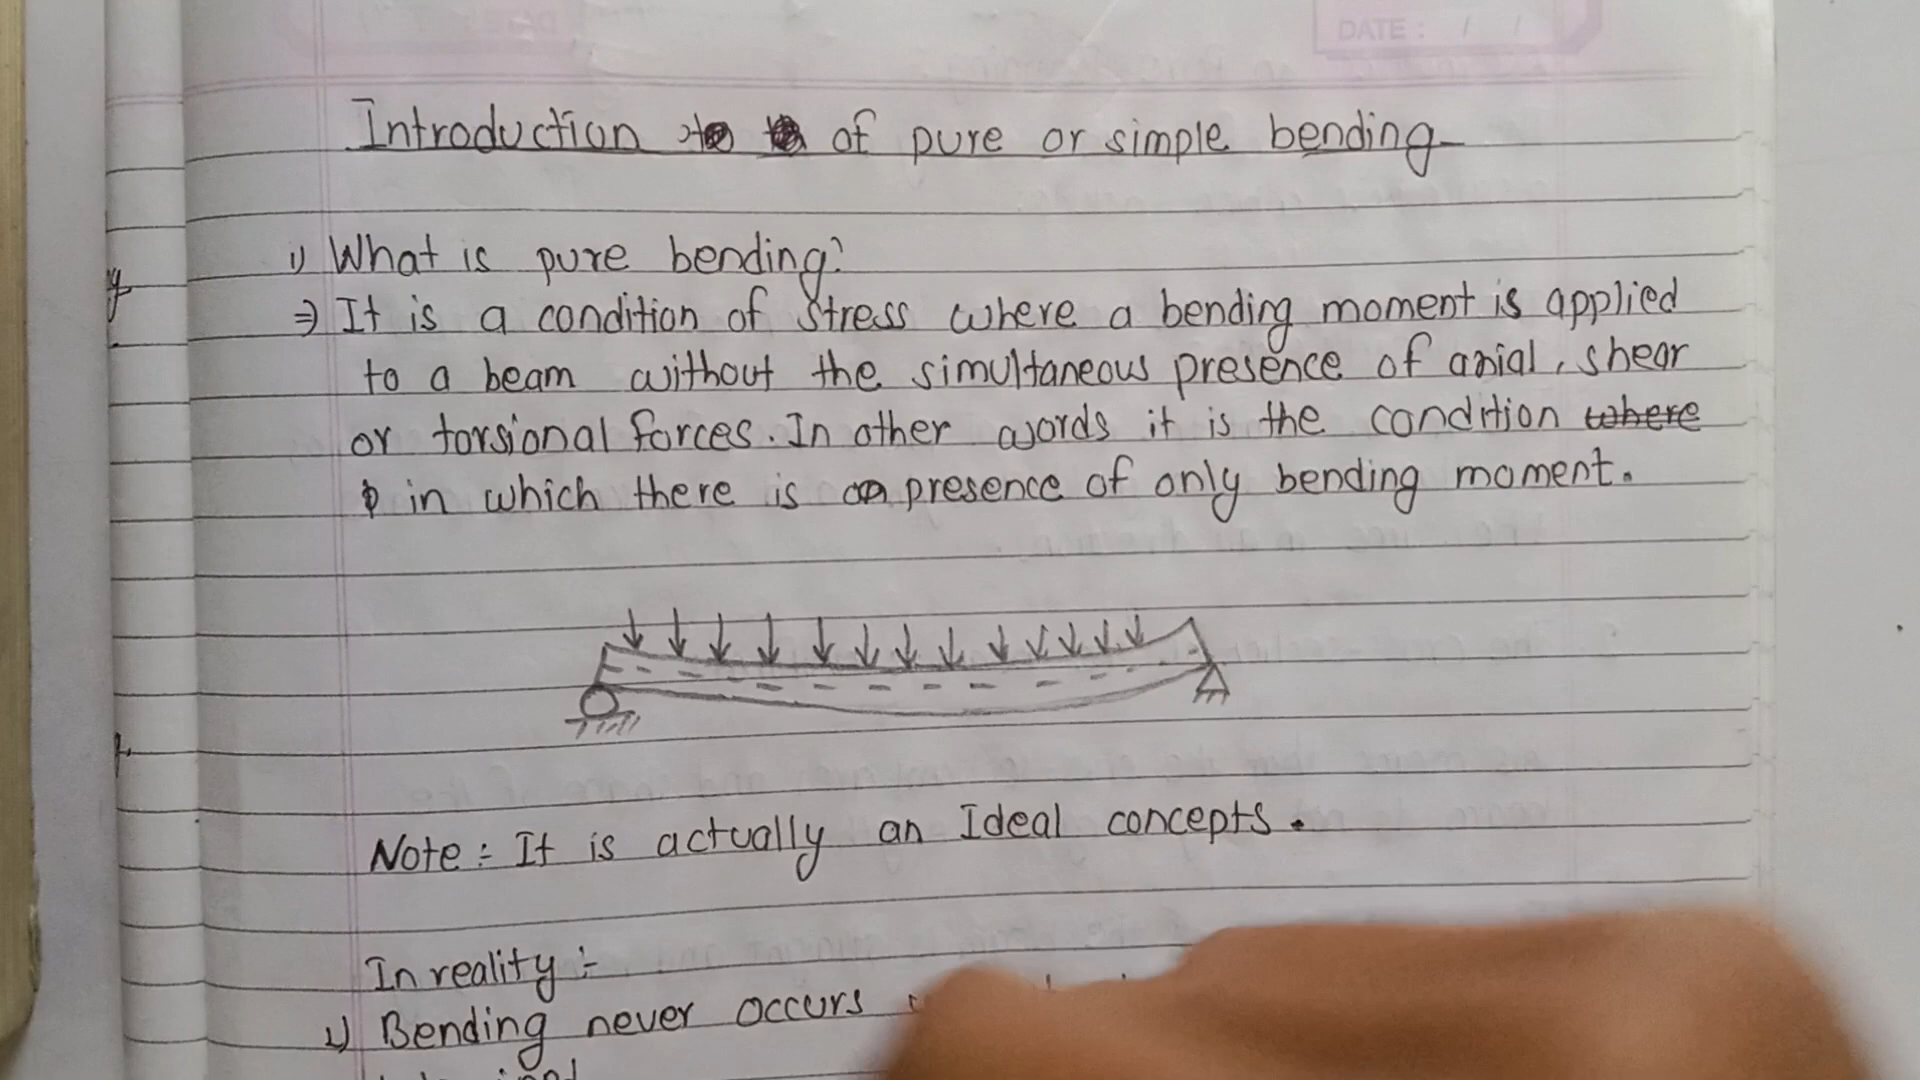 DATE : / /
Introduction of pure or simple bending
1) What is pure bending?
⇒ It is a condition of stress where a bending moment is applied
to a beam without the simultaneous presence of axial, shear
or torsional forces. In other words it is the condition where
in which there is presence of only bending moment.
Note :- It is actually an Ideal concepts.
In reality :-
1) Bending never occurs